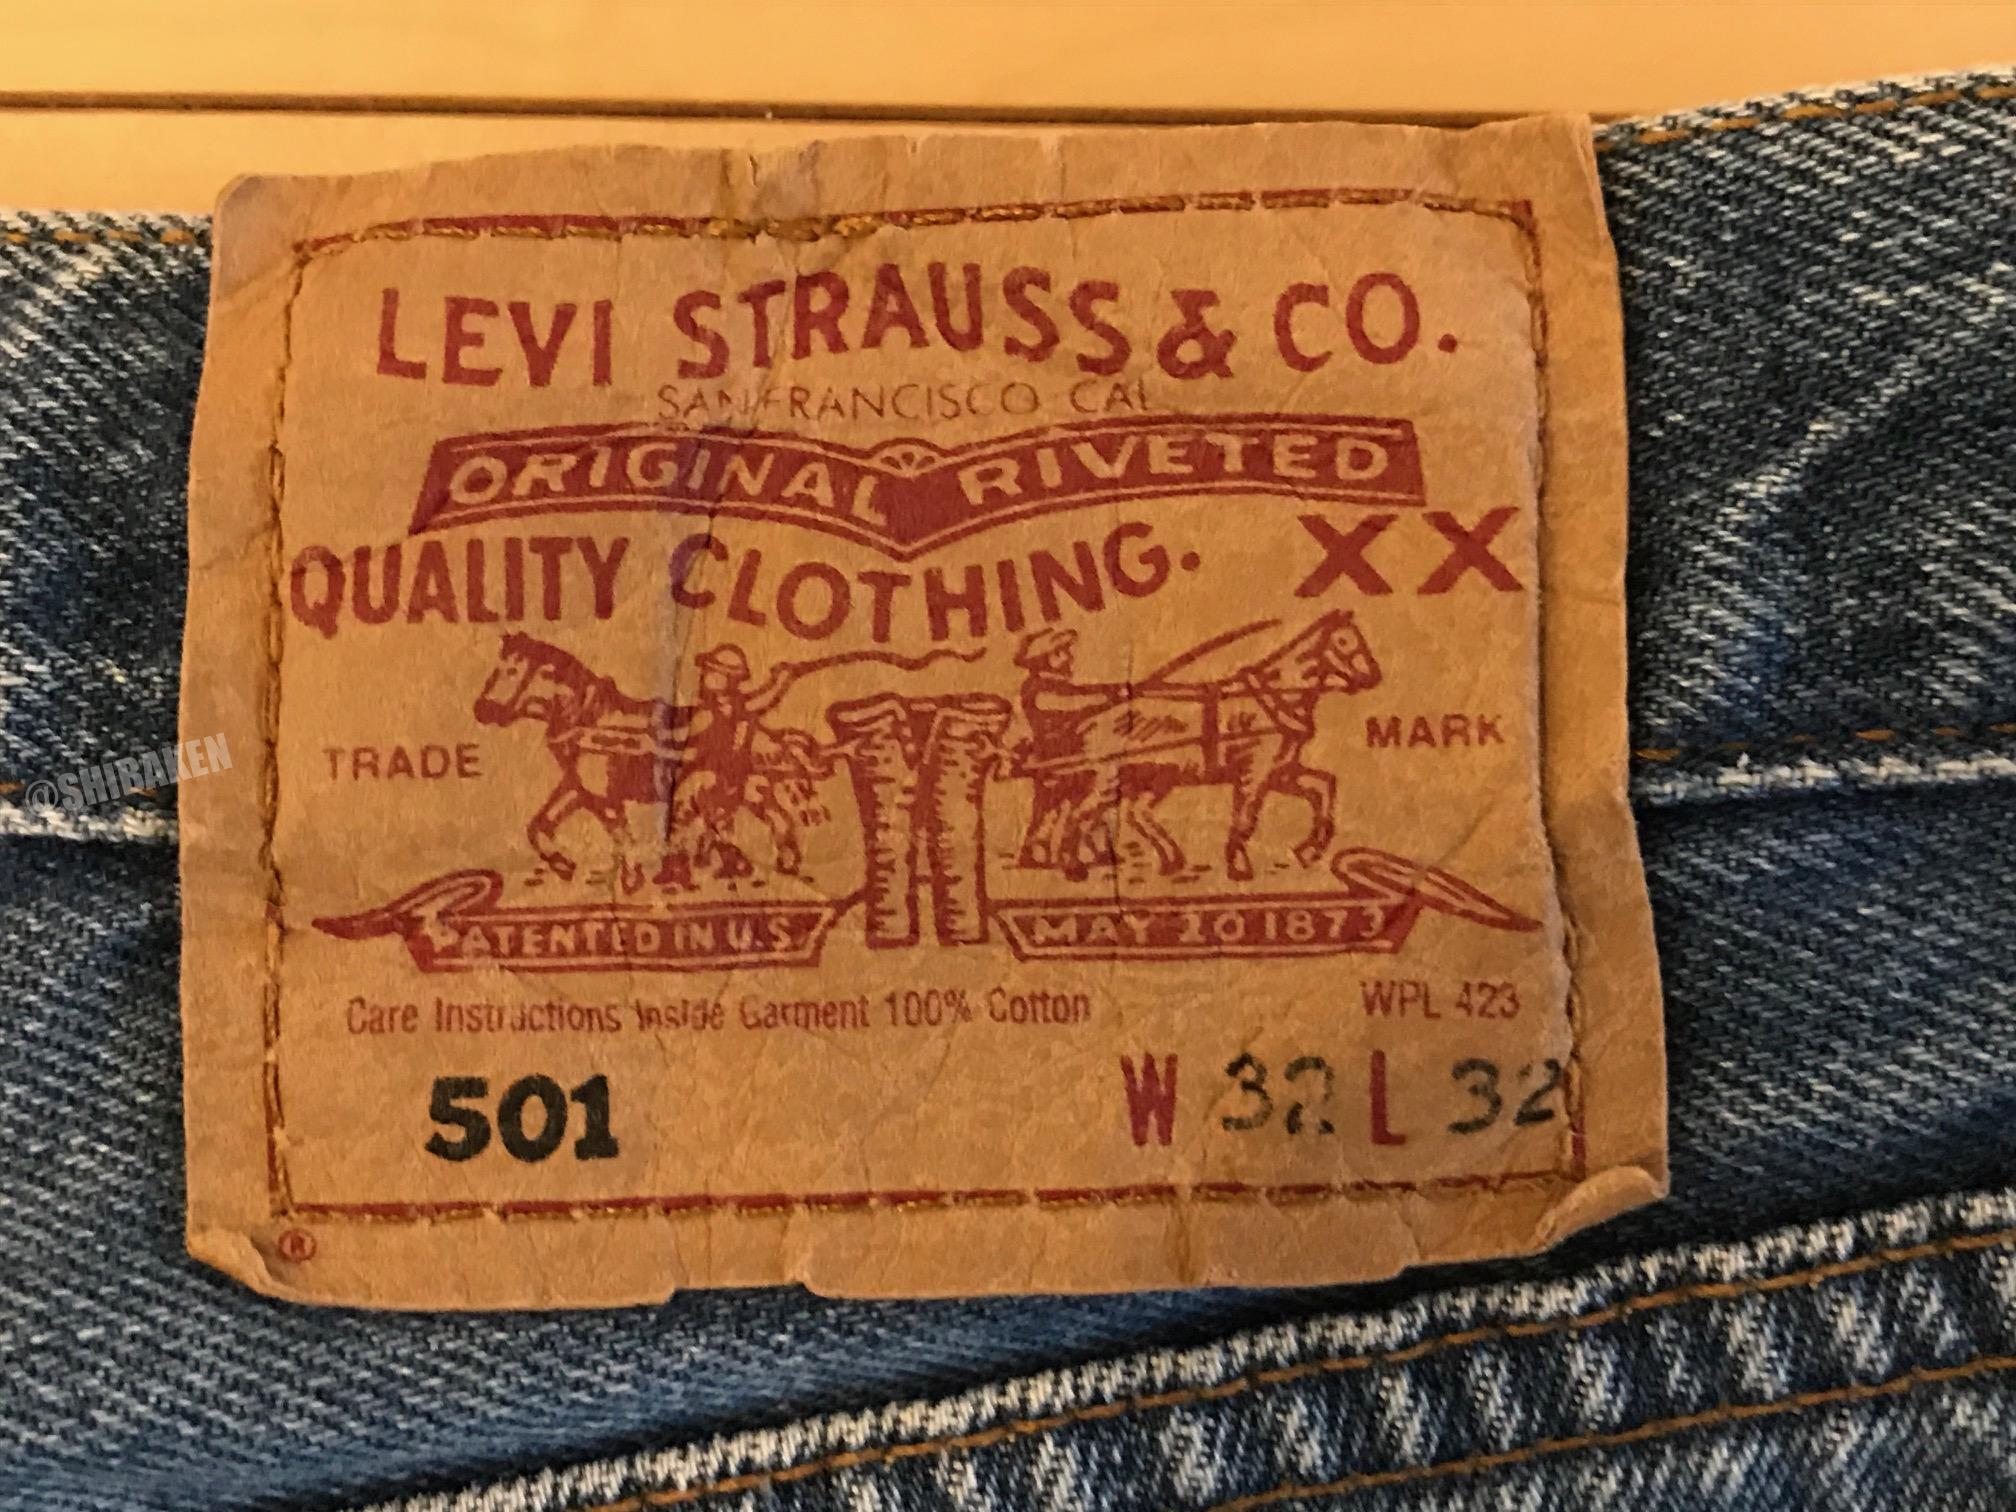 LEVI STRAUSS & CO.
SAN FRANCISCO CAL
ORIGINAL RIVETED
QUALITY CLOTHING. XX
TRADE MARK
PATENTED IN U.S MAY 20 1873
Care Instructions Inside Garment 100% Cotton WPL 423
501 W 32 L 32
®
@SHIRAKEN